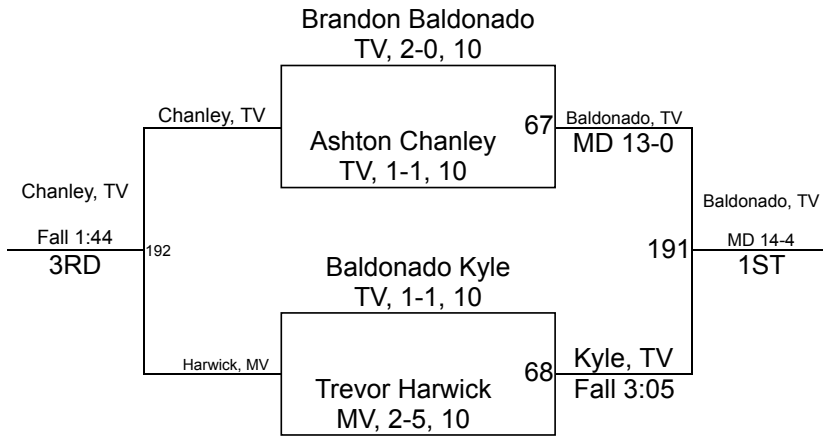 Brandon Baldonado
TV, 2-0, 10
Chanley, TV
Ashton Chanley
TV, 1-1, 10
67
Baldonado, TV
MD 13-0
Chanley, TV
Fall 1:44
3RD
192
Baldonado, TV
191
MD 14-4
1ST
Baldonado Kyle
TV, 1-1, 10
Harwick, MV
Trevor Harwick
MV, 2-5, 10
68
Kyle, TV
Fall 3:05